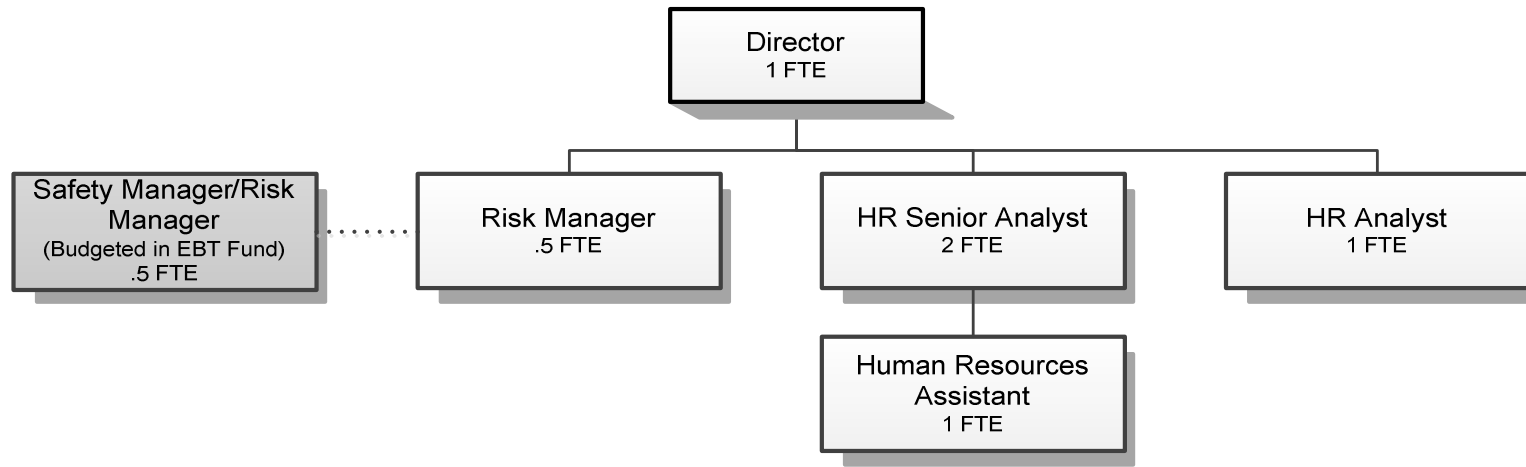 Director
1 FTE
Safety Manager/Risk
Manager
(Budgeted in EBT Fund)
.5 FTE
Risk Manager
.5 FTE
HR Senior Analyst
2 FTE
HR Analyst
1 FTE
Human Resources
Assistant
1 FTE